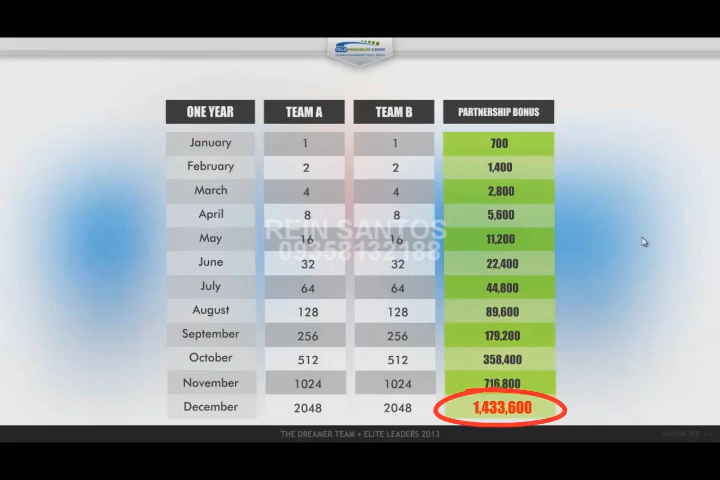 TELEPRENEUR CORP
ONE YEAR TEAM A TEAM B PARTNERSHIP BONUS
January 1 1 700
February 2 2 1,400
March 4 4 2,800
April 8 8 5,600
REIN SANTOS
May 16 16 11,200
09358132188
June 32 32 22,400
July 64 64 44,800
August 128 128 89,600
September 256 256 179,200
October 512 512 358,400
November 1024 1024 716,800
December 2048 2048 1,433,600
THE DREAMER TEAM • ELITE LEADERS 2013